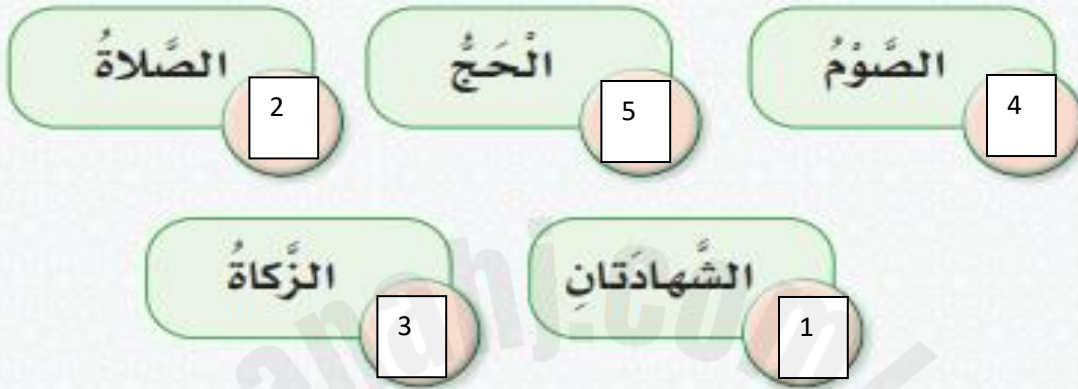 الصَّوْمُ
4
الْحَجُّ
5
الصَّلاةُ
2
الشَّهادَتانِ
1
الزَّكاةُ
3